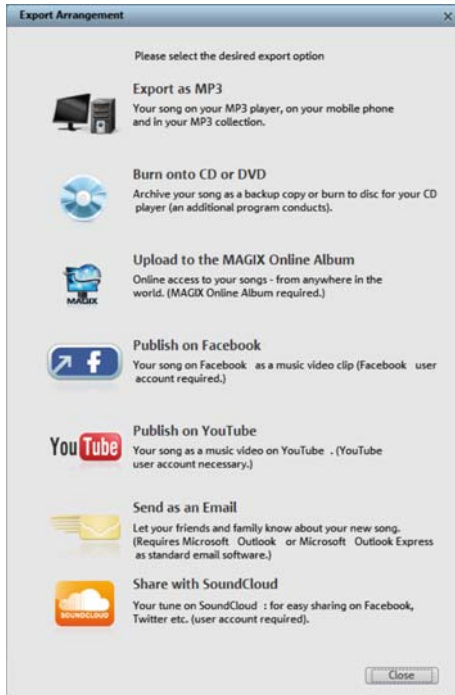 Export Arrangement
Please select the desired export option
Export as MP3
Your song on your MP3 player, on your mobile phone
and in your MP3 collection.
Burn onto CD or DVD
Archive your song as a backup copy or burn to disc for your CD
player (an additional program conducts).
Upload to the MAGIX Online Album
Online access to your songs - from anywhere in the
world. (MAGIX Online Album required.)
MAGIX
Publish on Facebook
Your song on Facebook as a music video clip (Facebook user
account required.)
f
Publish on YouTube
Your song as a music video on YouTube . (YouTube
user account necessary.)
YouTube
Send as an Email
Let your friends and family know about your new song.
(Requires Microsoft Outlook or Microsoft Outlook Express
as standard email software.)
Share with SoundCloud
Your tune on SoundCloud : for easy sharing on Facebook,
Twitter etc. (user account required).
SOUNDCLOUD
Close